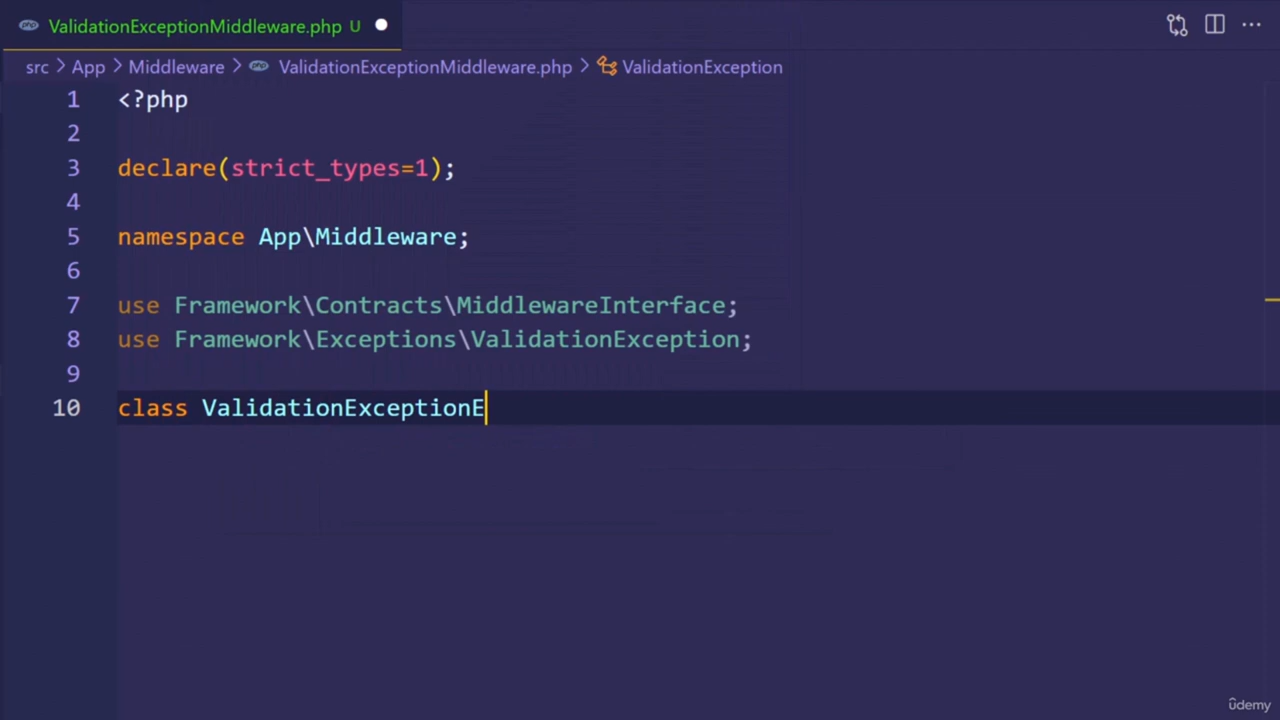 ValidationExceptionMiddleware.php U
src > App > Middleware > ValidationExceptionMiddleware.php > ValidationException
1 <?php
2
3 declare(strict_types=1);
4
5 namespace App\Middleware;
6
7 use Framework\Contracts\MiddlewareInterface;
8 use Framework\Exceptions\ValidationException;
9
10 class ValidationExceptionE
udemy